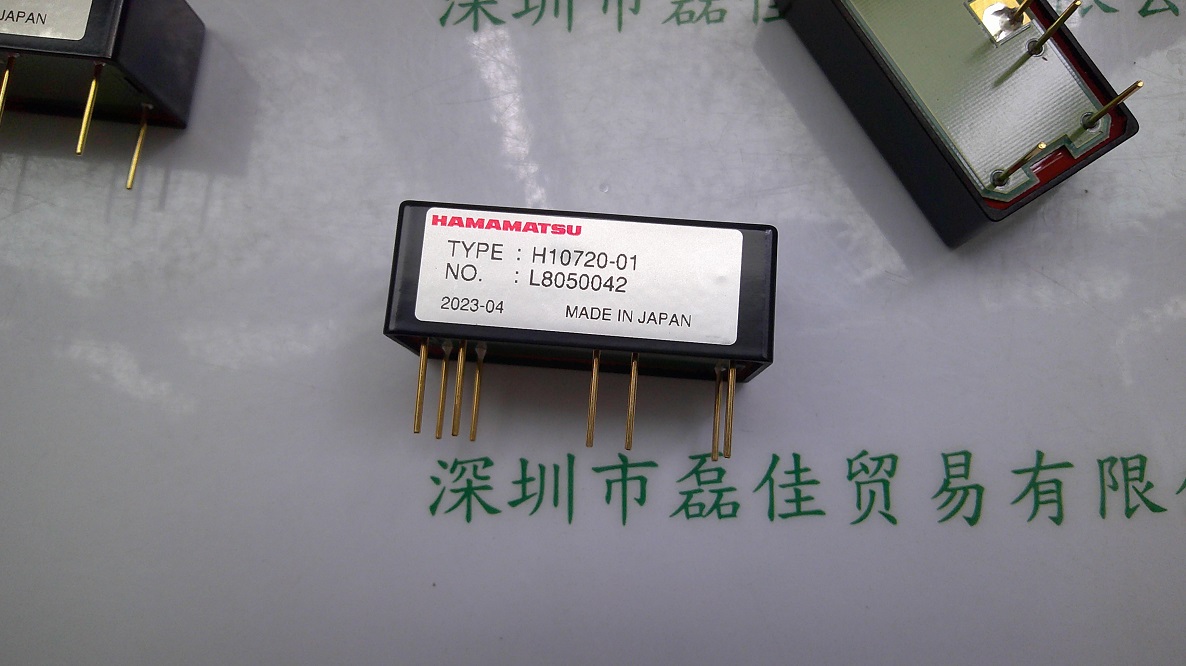 JAPAN
深圳市磊佳
HAMAMATSU
TYPE : H10720-01
NO. : L8050042
2023-04 MADE IN JAPAN
深圳市磊佳贸易有限